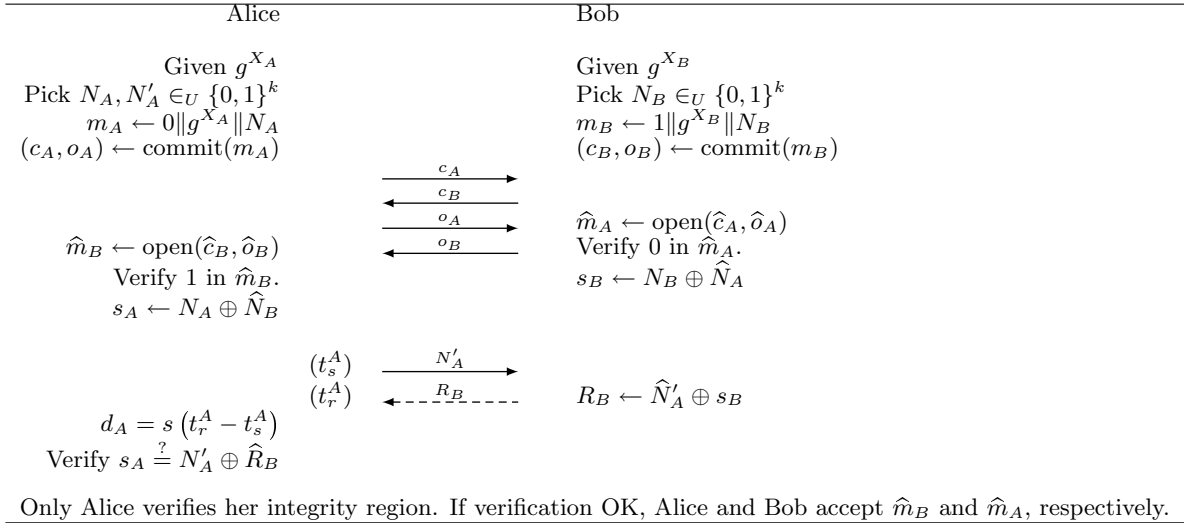 Alice Bob
Given g^{X_A} Given g^{X_B}
Pick N_A, N'_A ∈_U {0, 1}^k Pick N_B ∈_U {0, 1}^k
m_A ← 0‖g^{X_A}‖N_A m_B ← 1‖g^{X_B}‖N_B
(c_A, o_A) ← commit(m_A) (c_B, o_B) ← commit(m_B)
c_A
c_B
o_A m̂_A ← open(ĉ_A, ô_A)
m̂_B ← open(ĉ_B, ô_B) o_B Verify 0 in m̂_A.
Verify 1 in m̂_B. s_B ← N_B ⊕ N̂_A
s_A ← N_A ⊕ N̂_B
(t_s^A) N'_A
(t_r^A) R_B R_B ← N̂'_A ⊕ s_B
d_A = s (t_r^A − t_s^A)
Verify s_A ≟ N'_A ⊕ R̂_B
Only Alice verifies her integrity region. If verification OK, Alice and Bob accept m̂_B and m̂_A, respectively.